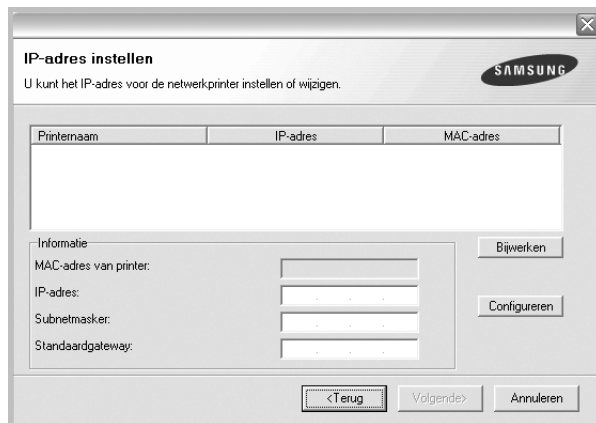 IP-adres instellen
U kunt het IP-adres voor de netwerkprinter instellen of wijzigen.
SAMSUNG
Printernaam IP-adres MAC-adres
Informatie
Bijwerken
MAC-adres van printer:
IP-adres:
Configureren
Subnetmasker:
Standaardgateway:
<Terug Volgende> Annuleren